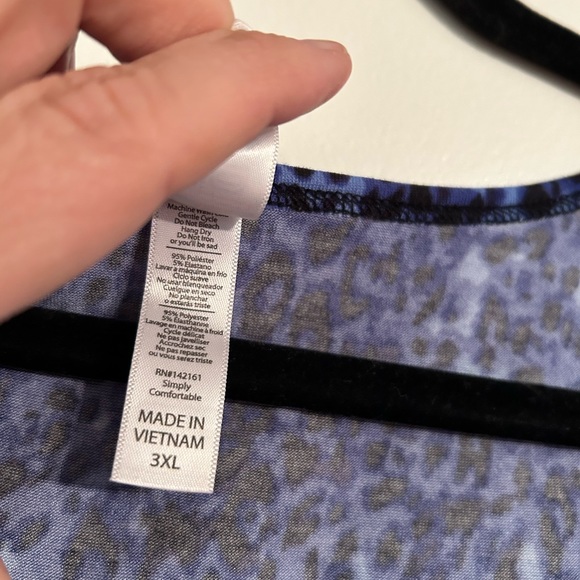 Machine Wash
Gentle Cycle
Do Not Bleach
Hang Dry
Do Not Iron
or you'll be sad
95% Poliéster
5% Elastano
Lavar a máquina en frío
Ciclo suave
No usar blanqueador
Cuelgue en seco
No planchar
o estarás triste
95% Polyester
5% Élasthanne
Lavage en machine à froid
Cycle délicat
Ne pas javelliser
Accrochez sec
Ne pas repasser
ou vous serez triste
RN#142161
Simply
Comfortable
MADE IN
VIETNAM
3XL